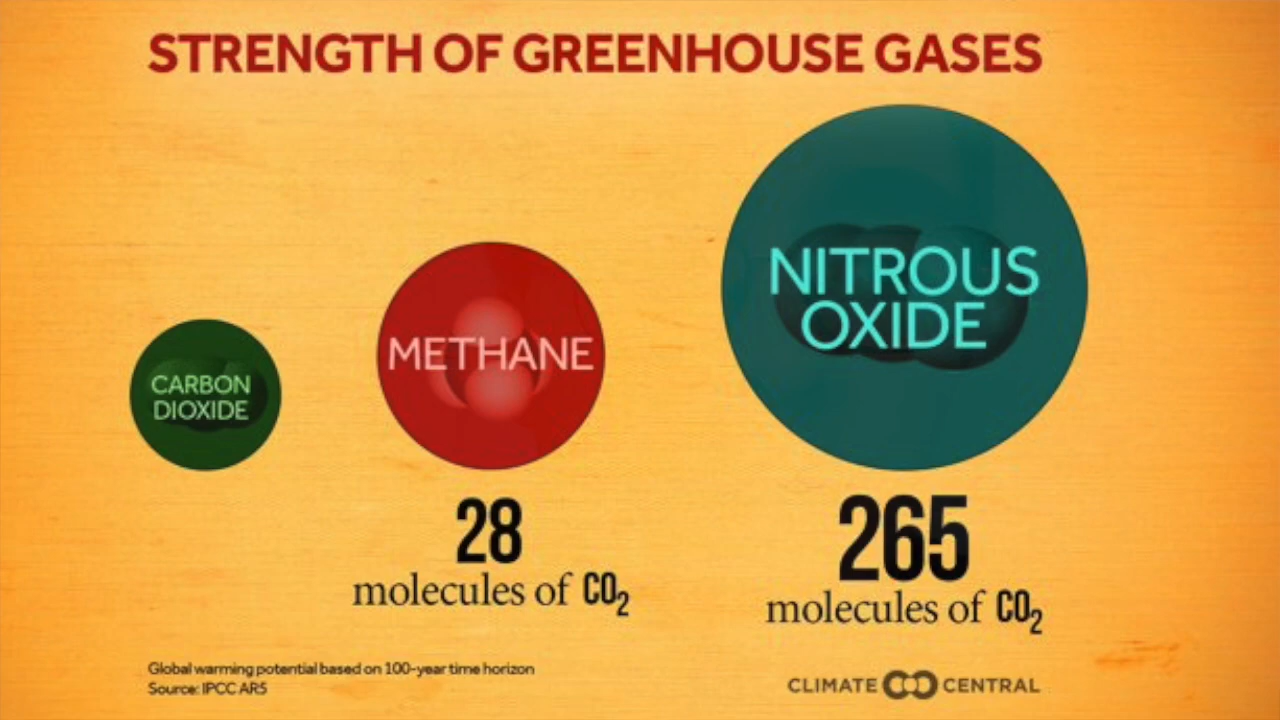 STRENGTH OF GREENHOUSE GASES
CARBON
DIOXIDE
METHANE
NITROUS
OXIDE
28
molecules of CO₂
265
molecules of CO₂
Global warming potential based on 100-year time horizon
Source: IPCC AR5
CLIMATE CENTRAL